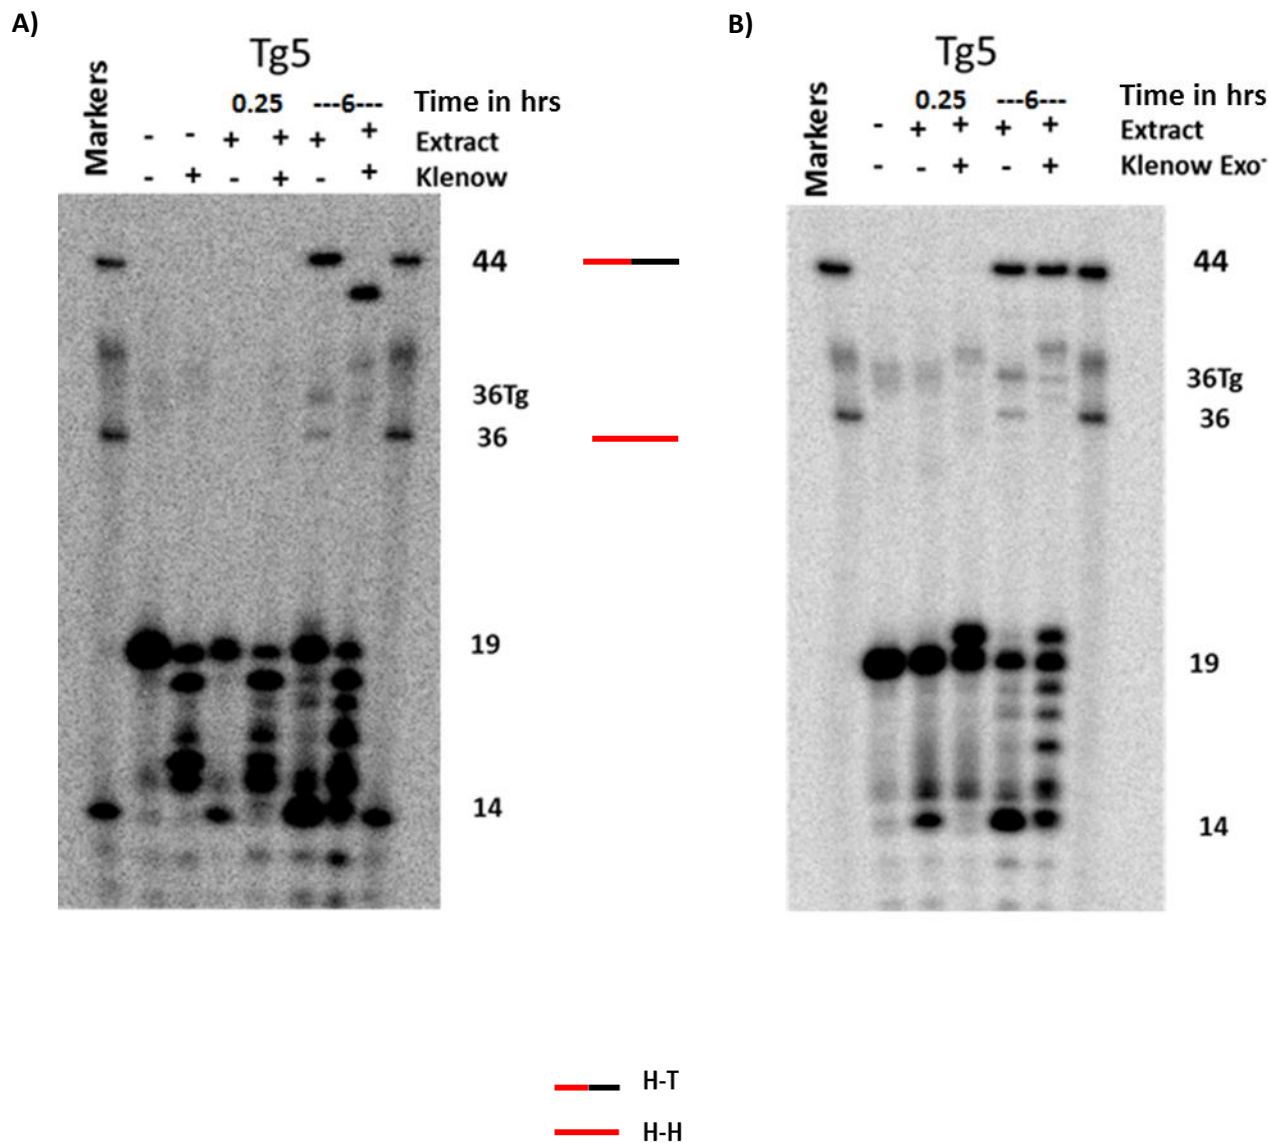 A)
Tg5
Markers
0.25 ---6--- Time in hrs
- - + + + + Extract
- + - + - + Klenow
44
36Tg
36
19
14
B)
Tg5
Markers
0.25 ---6--- Time in hrs
- + + + + Extract
- - + - + Klenow Exo⁻
44
36Tg
36
19
14
H-T
H-H